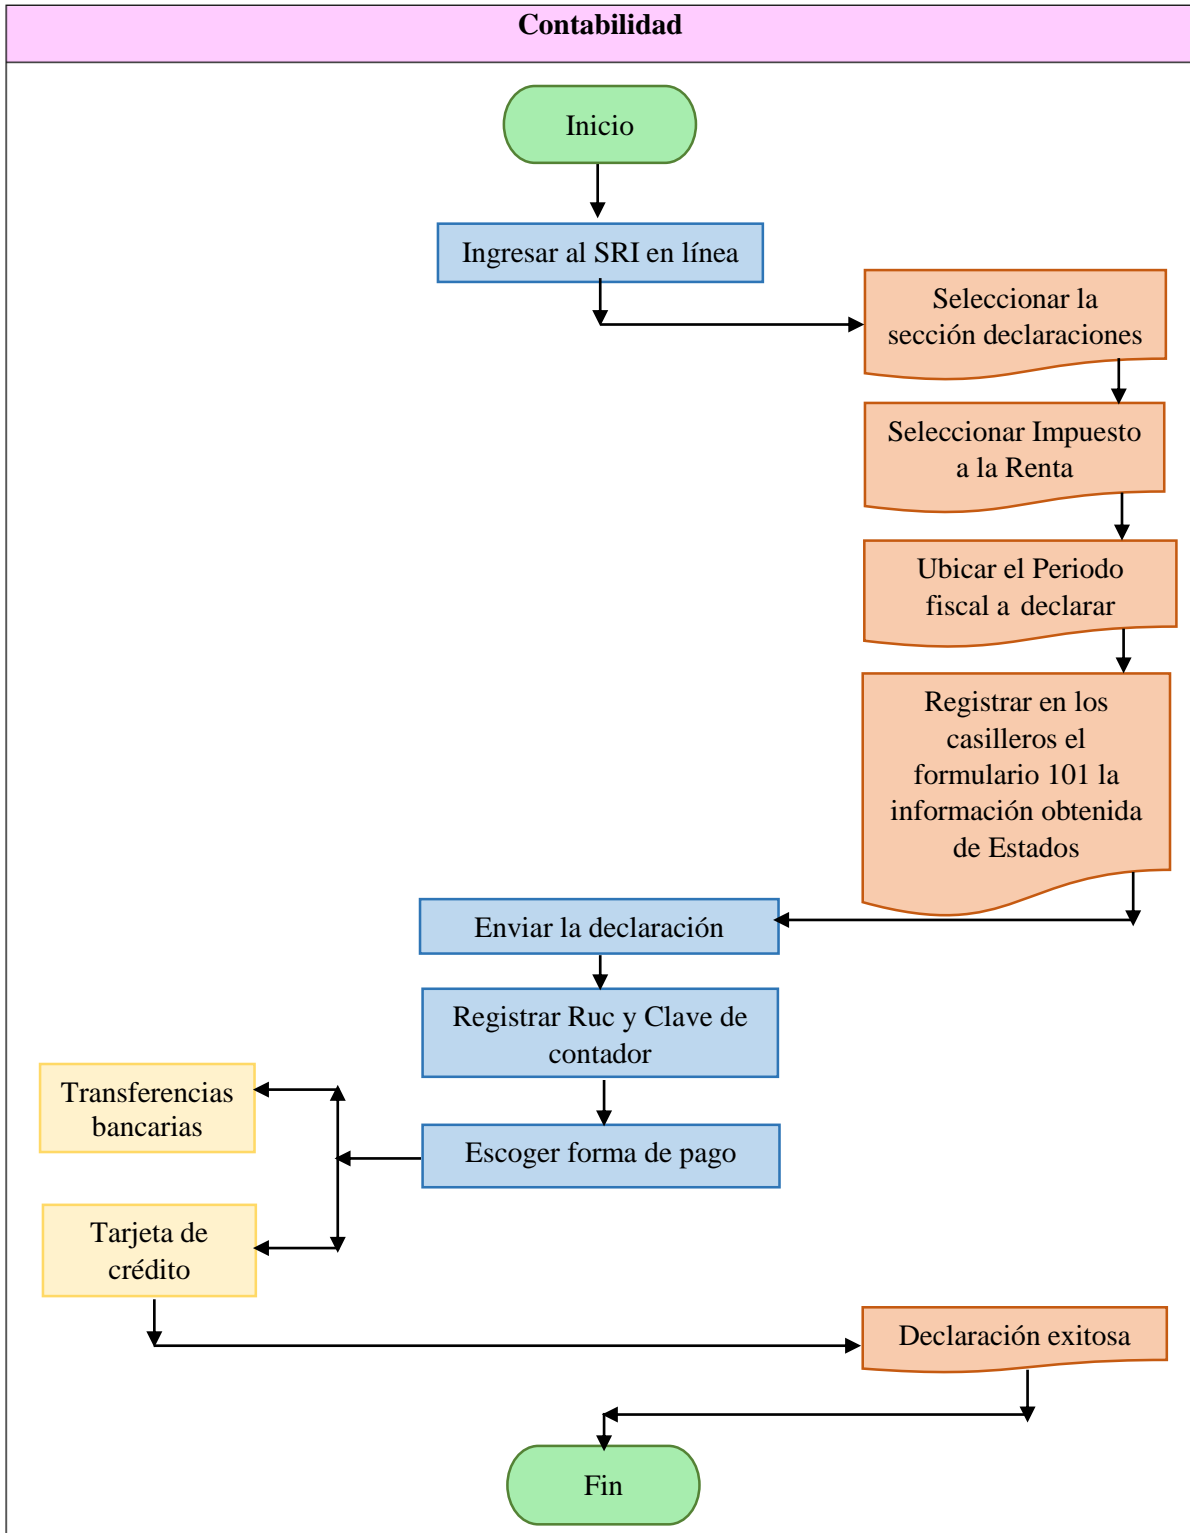 Contabilidad
Inicio
Ingresar al SRI en línea
Seleccionar la
sección declaraciones
Seleccionar Impuesto
a la Renta
Ubicar el Periodo
fiscal a declarar
Registrar en los
casilleros el
formulario 101 la
información obtenida
de Estados
Enviar la declaración
Registrar Ruc y Clave de
contador
Escoger forma de pago
Transferencias
bancarias
Tarjeta de
crédito
Declaración exitosa
Fin